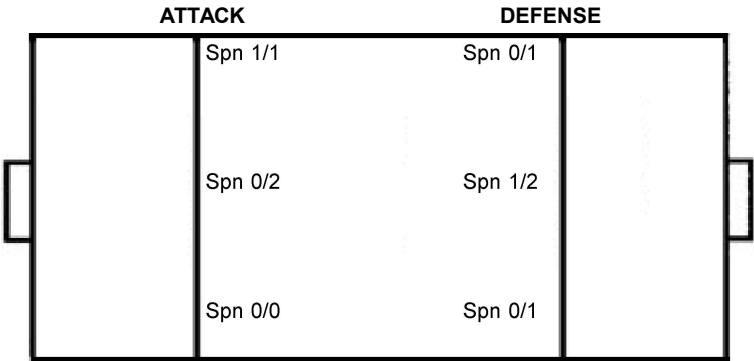 ATTACK DEFENSE
Spn 1/1 Spn 0/1
Spn 0/2 Spn 1/2
Spn 0/0 Spn 0/1